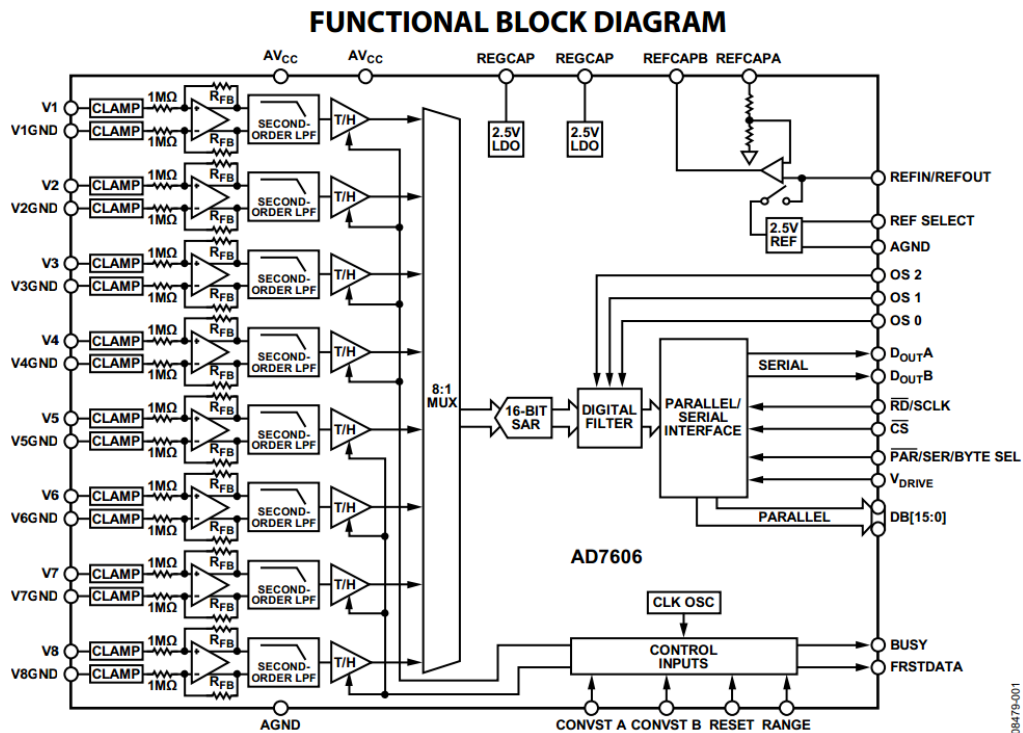 FUNCTIONAL BLOCK DIAGRAM
AVCC
AVCC
REGCAP
REGCAP
REFCAPB
REFCAPA
V1
CLAMP
1MΩ
RFB
V1GND
CLAMP
1MΩ
RFB
SECOND-
ORDER LPF
T/H
2.5V
LDO
2.5V
LDO
REFIN/REFOUT
V2
CLAMP
1MΩ
RFB
V2GND
CLAMP
1MΩ
RFB
SECOND-
ORDER LPF
T/H
2.5V
REF
REF SELECT
AGND
V3
CLAMP
1MΩ
RFB
V3GND
CLAMP
1MΩ
RFB
SECOND-
ORDER LPF
T/H
OS 2
OS 1
OS 0
V4
CLAMP
1MΩ
RFB
V4GND
CLAMP
1MΩ
RFB
SECOND-
ORDER LPF
T/H
8:1
MUX
16-BIT
SAR
DIGITAL
FILTER
PARALLEL/
SERIAL
INTERFACE
SERIAL
DOUTA
DOUTB
RD/SCLK
CS
PAR/SER/BYTE SEL
VDRIVE
PARALLEL
DB[15:0]
V5
CLAMP
1MΩ
RFB
V5GND
CLAMP
1MΩ
RFB
SECOND-
ORDER LPF
T/H
V6
CLAMP
1MΩ
RFB
V6GND
CLAMP
1MΩ
RFB
SECOND-
ORDER LPF
T/H
AD7606
V7
CLAMP
1MΩ
RFB
V7GND
CLAMP
1MΩ
RFB
SECOND-
ORDER LPF
T/H
CLK OSC
V8
CLAMP
1MΩ
RFB
V8GND
CLAMP
1MΩ
RFB
SECOND-
ORDER LPF
T/H
CONTROL
INPUTS
BUSY
FRSTDATA
AGND
CONVST A
CONVST B
RESET
RANGE
08479-001